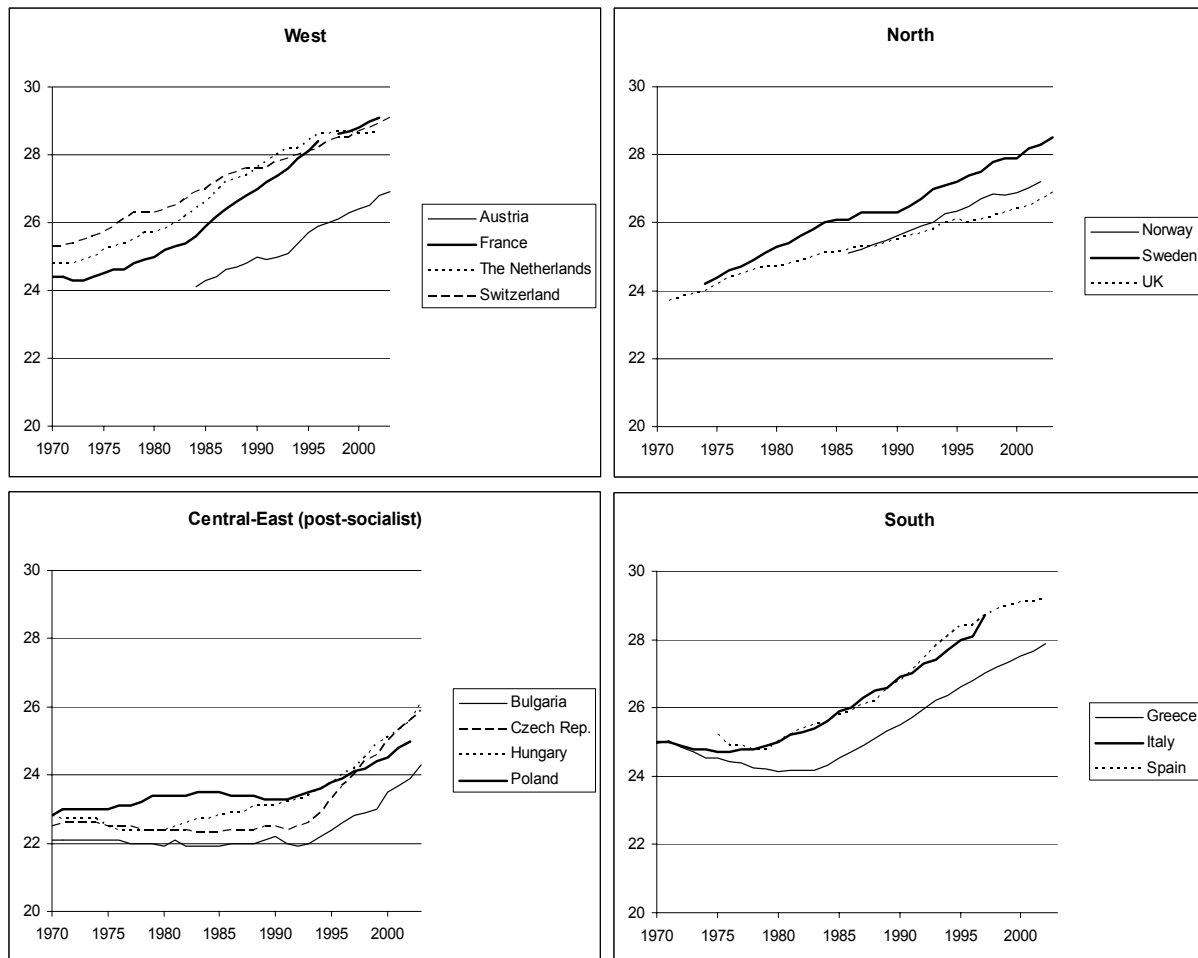 West
30
28
26
24
22
20
1970 1975 1980 1985 1990 1995 2000
Austria
France
The Netherlands
Switzerland
North
30
28
26
24
22
20
1970 1975 1980 1985 1990 1995 2000
Norway
Sweden
UK
Central-East (post-socialist)
30
28
26
24
22
20
1970 1975 1980 1985 1990 1995 2000
Bulgaria
Czech Rep.
Hungary
Poland
South
30
28
26
24
22
20
1970 1975 1980 1985 1990 1995 2000
Greece
Italy
Spain